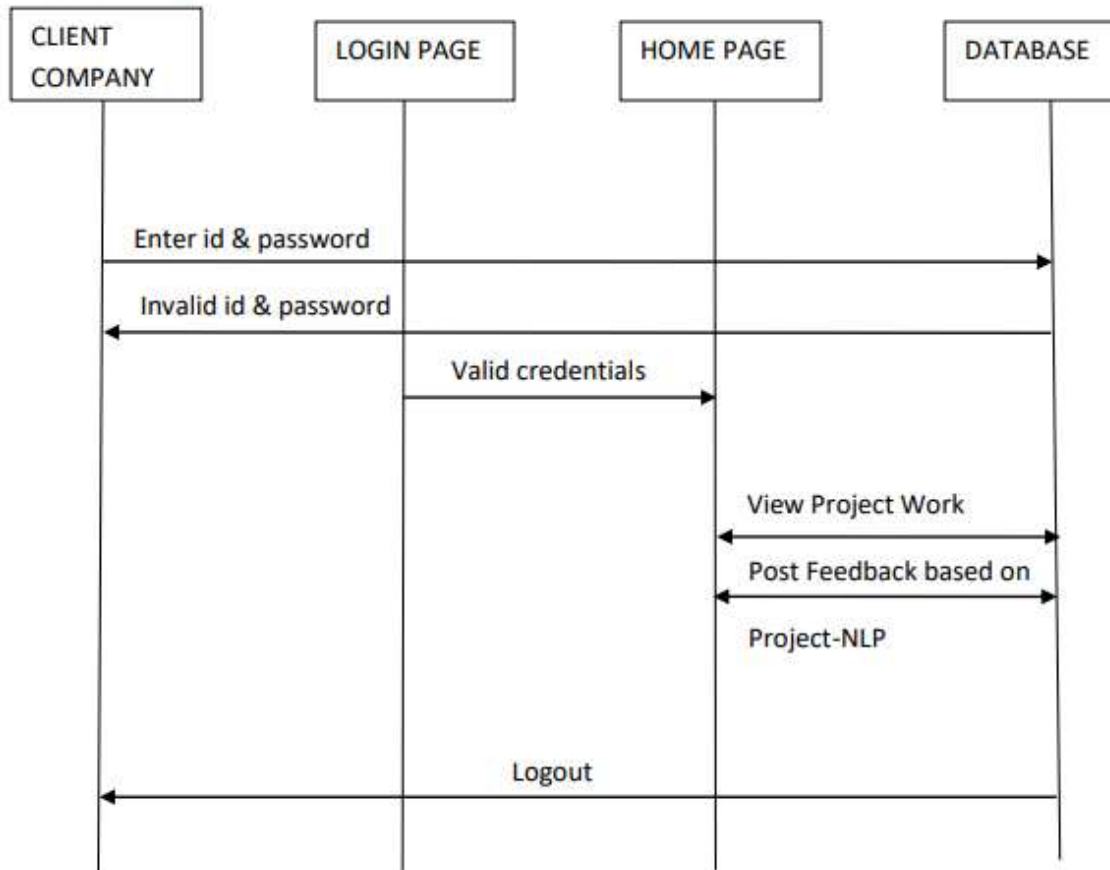 CLIENT
COMPANY
LOGIN PAGE
HOME PAGE
DATABASE
Enter id & password
Invalid id & password
Valid credentials
View Project Work
Post Feedback based on
Project-NLP
Logout